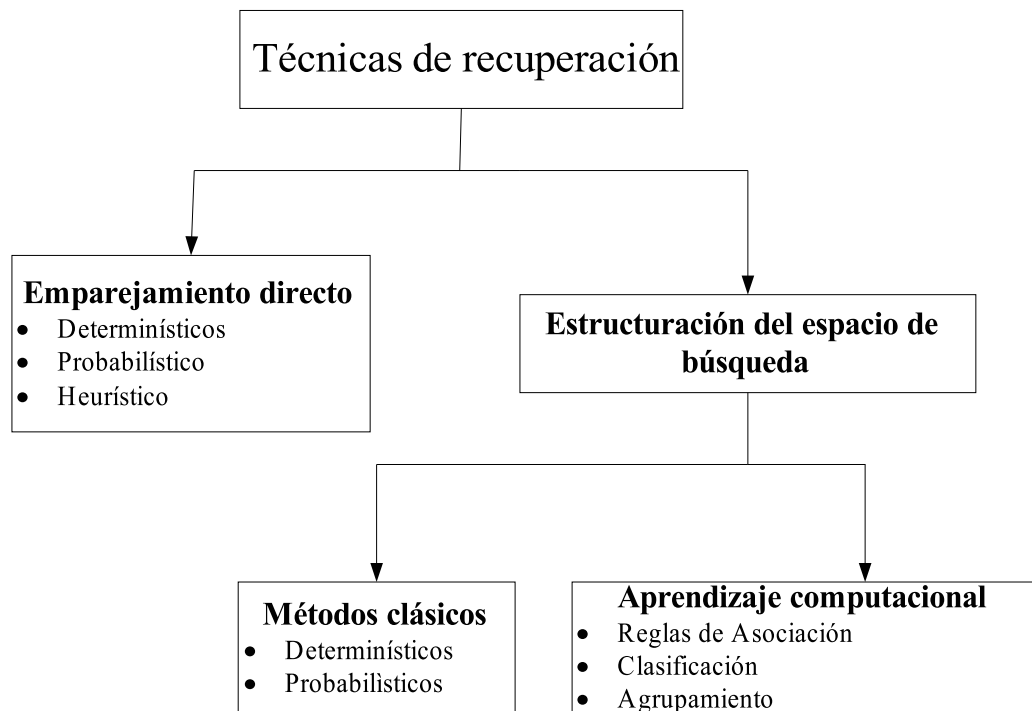 Técnicas de recuperación
Emparejamiento directo
• Determinísticos
• Probabilístico
• Heurístico
Estructuración del espacio de
búsqueda
Métodos clásicos
• Determinísticos
• Probabilìsticos
Aprendizaje computacional
• Reglas de Asociación
• Clasificación
• Agrupamiento